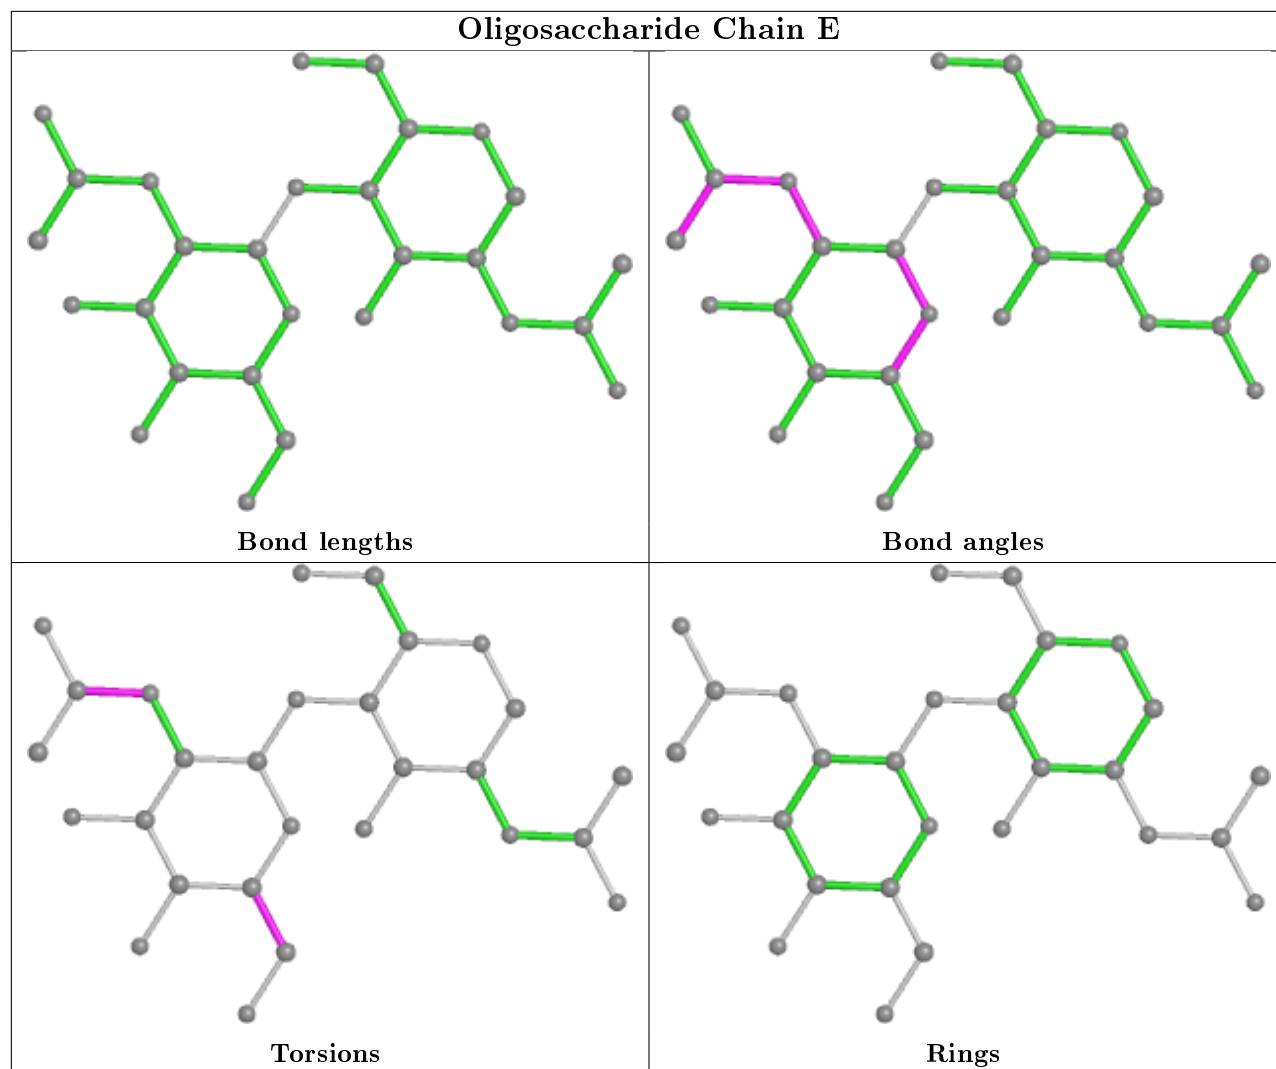 Oligosaccharide Chain E
Bond lengths
Bond angles
Torsions
Rings